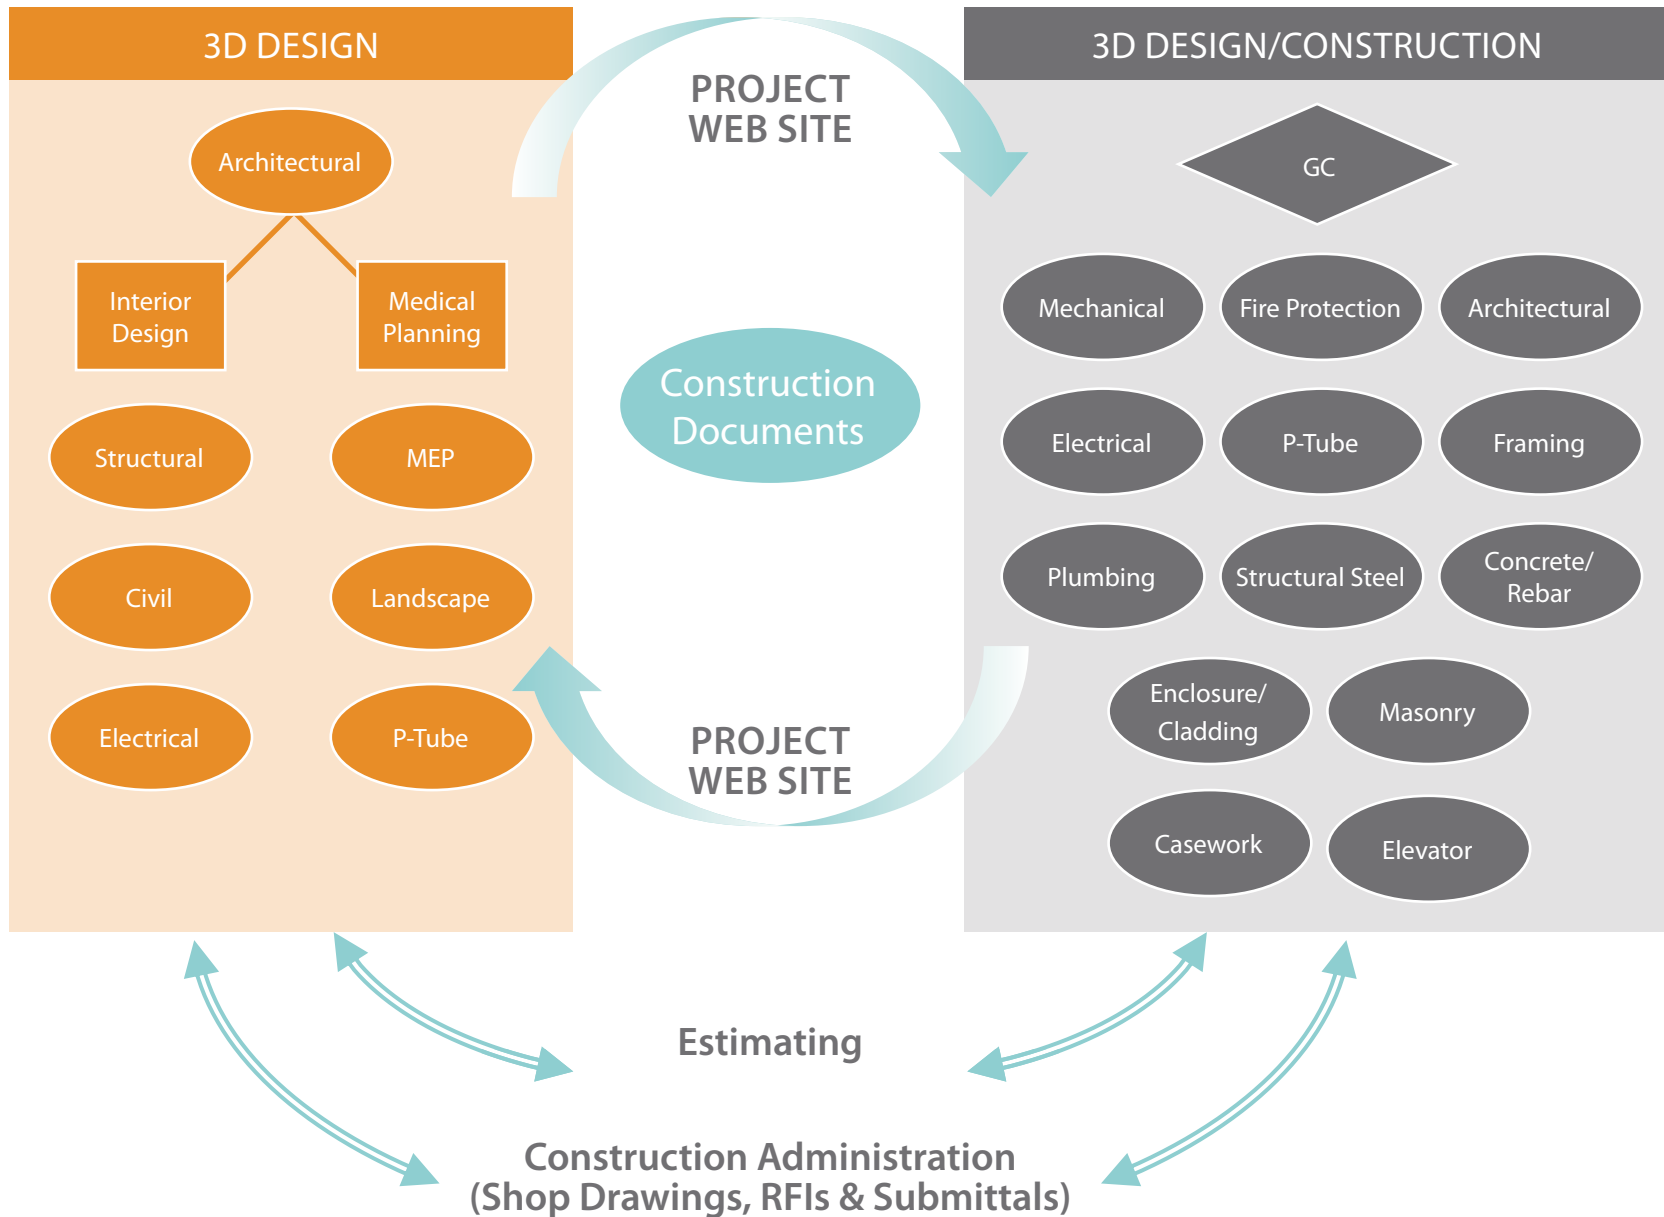 3D DESIGN
Architectural
Interior
Design
Medical
Planning
Structural
MEP
Civil
Landscape
Electrical
P-Tube
PROJECT
WEB SITE
Construction
Documents
PROJECT
WEB SITE
3D DESIGN/CONSTRUCTION
GC
Mechanical
Fire Protection
Architectural
Electrical
P-Tube
Framing
Plumbing
Structural Steel
Concrete/
Rebar
Enclosure/
Cladding
Masonry
Casework
Elevator
Estimating
Construction Administration
(Shop Drawings, RFIs & Submittals)